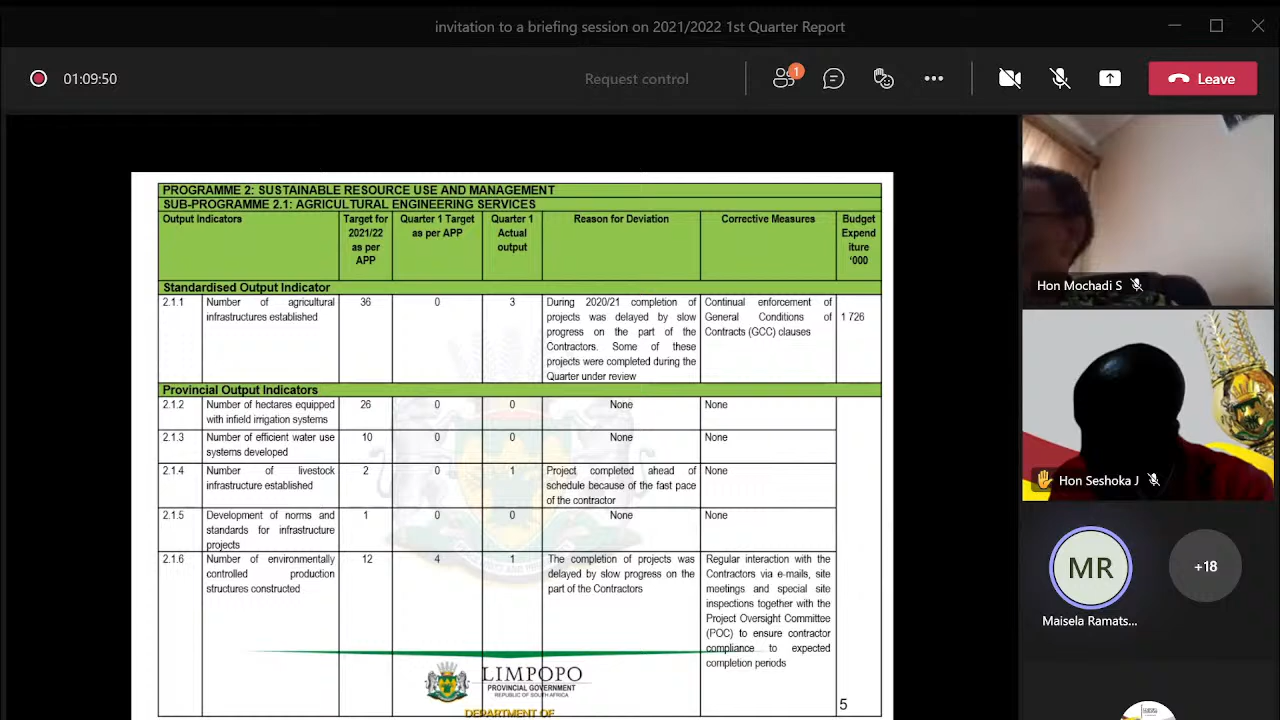 invitation to a briefing session on 2021/2022 1st Quarter Report
01:09:50
Request control
1
Leave
PROGRAMME 2: SUSTAINABLE RESOURCE USE AND MANAGEMENT
SUB-PROGRAMME 2.1: AGRICULTURAL ENGINEERING SERVICES
Output Indicators
Target for
2021/22
as per
APP
Quarter 1 Target
as per APP
Quarter 1
Actual
output
Reason for Deviation
Corrective Measures
Budget
Expend
iture
'000
Standardised Output Indicator
2.1.1
Number of agricultural
infrastructures established
36
0
3
During 2020/21 completion of
projects was delayed by slow
progress on the part of the
Contractors. Some of these
projects were completed during the
Quarter under review
Continual enforcement of
General Conditions of
Contracts (GCC) clauses
1 726
Provincial Output Indicators
2.1.2
Number of hectares equipped
with infield irrigation systems
26
0
0
None
None
2.1.3
Number of efficient water use
systems developed
10
0
0
None
None
2.1.4
Number of livestock
infrastructure established
2
0
1
Project completed ahead of
schedule because of the fast pace
of the contractor
None
2.1.5
Development of norms and
standards for infrastructure
projects
1
0
0
None
None
2.1.6
Number of environmentally
controlled production
structures constructed
12
4
1
The completion of projects was
delayed by slow progress on the
part of the Contractors
Regular interaction with the
Contractors via e-mails, site
meetings and special site
inspections together with the
Project Oversight Committee
(POC) to ensure contractor
compliance to expected
completion periods
LIMPOPO
PROVINCIAL GOVERNMENT
REPUBLIC OF SOUTH AFRICA
DEPARTMENT OF
5
Hon Mochadi S
Hon Seshoka J
MR
Maisela Ramats...
+18